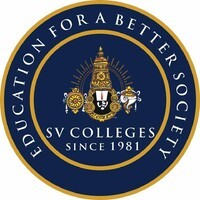 EDUCATION FOR A BETTER SOCIETY
SV COLLEGES
SINCE 1981